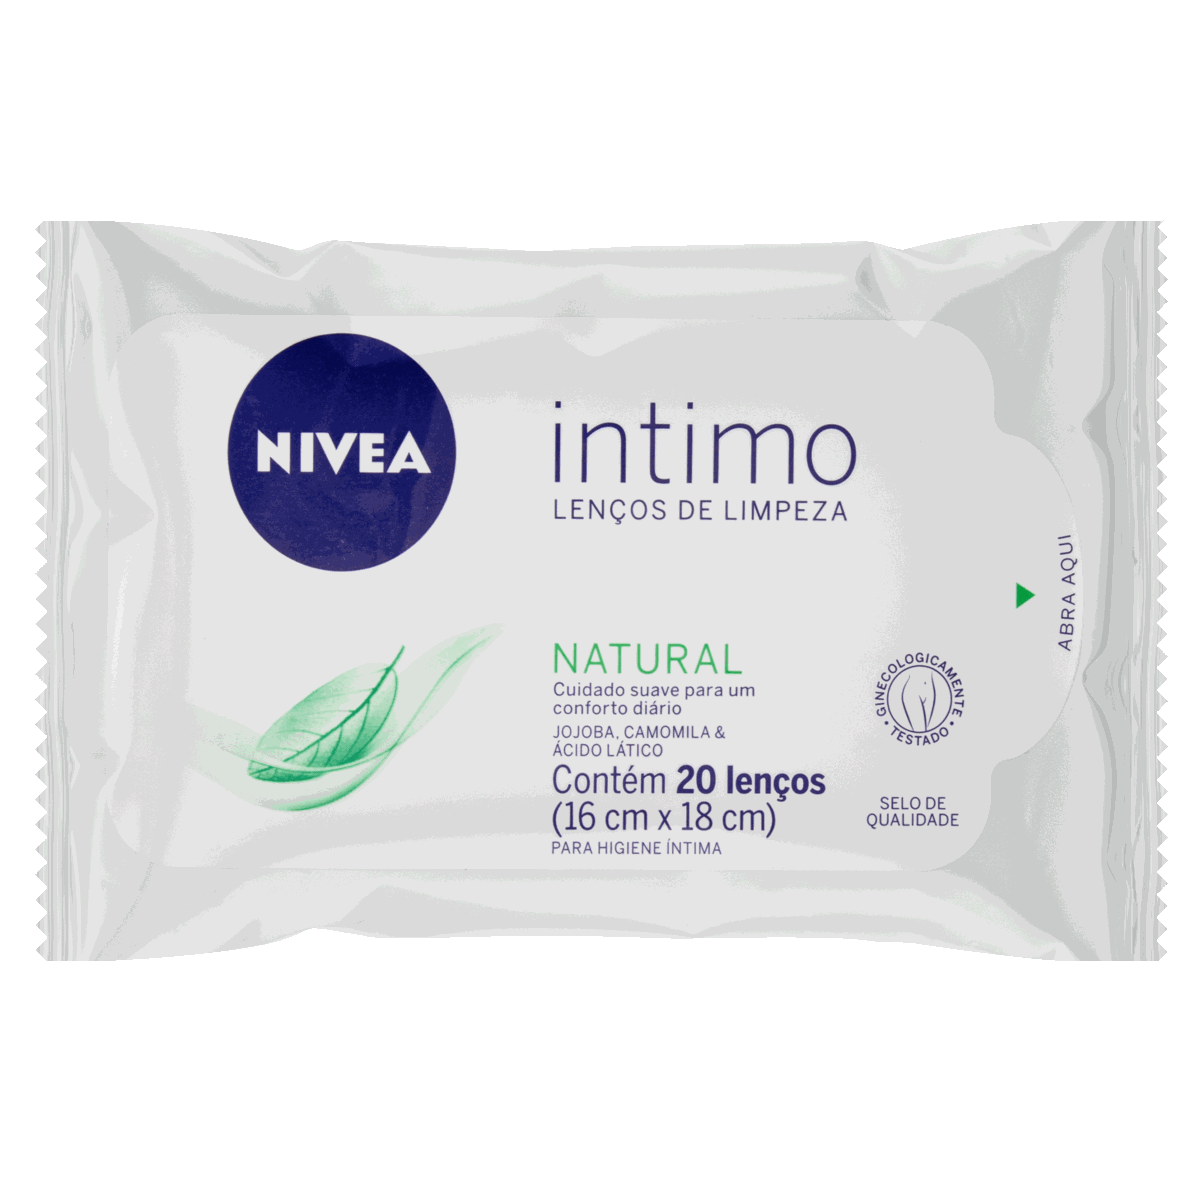 NIVEA
intimo
LENÇOS DE LIMPEZA
ABRA AQUI
NATURAL
Cuidado suave para um
conforto diário
JOJOBA, CAMOMILA &
ÁCIDO LÁTICO
Contém 20 lenços
(16 cm x 18 cm)
PARA HIGIENE ÍNTIMA
GINECOLOGICAMENTE
• TESTADO •
SELO DE
QUALIDADE